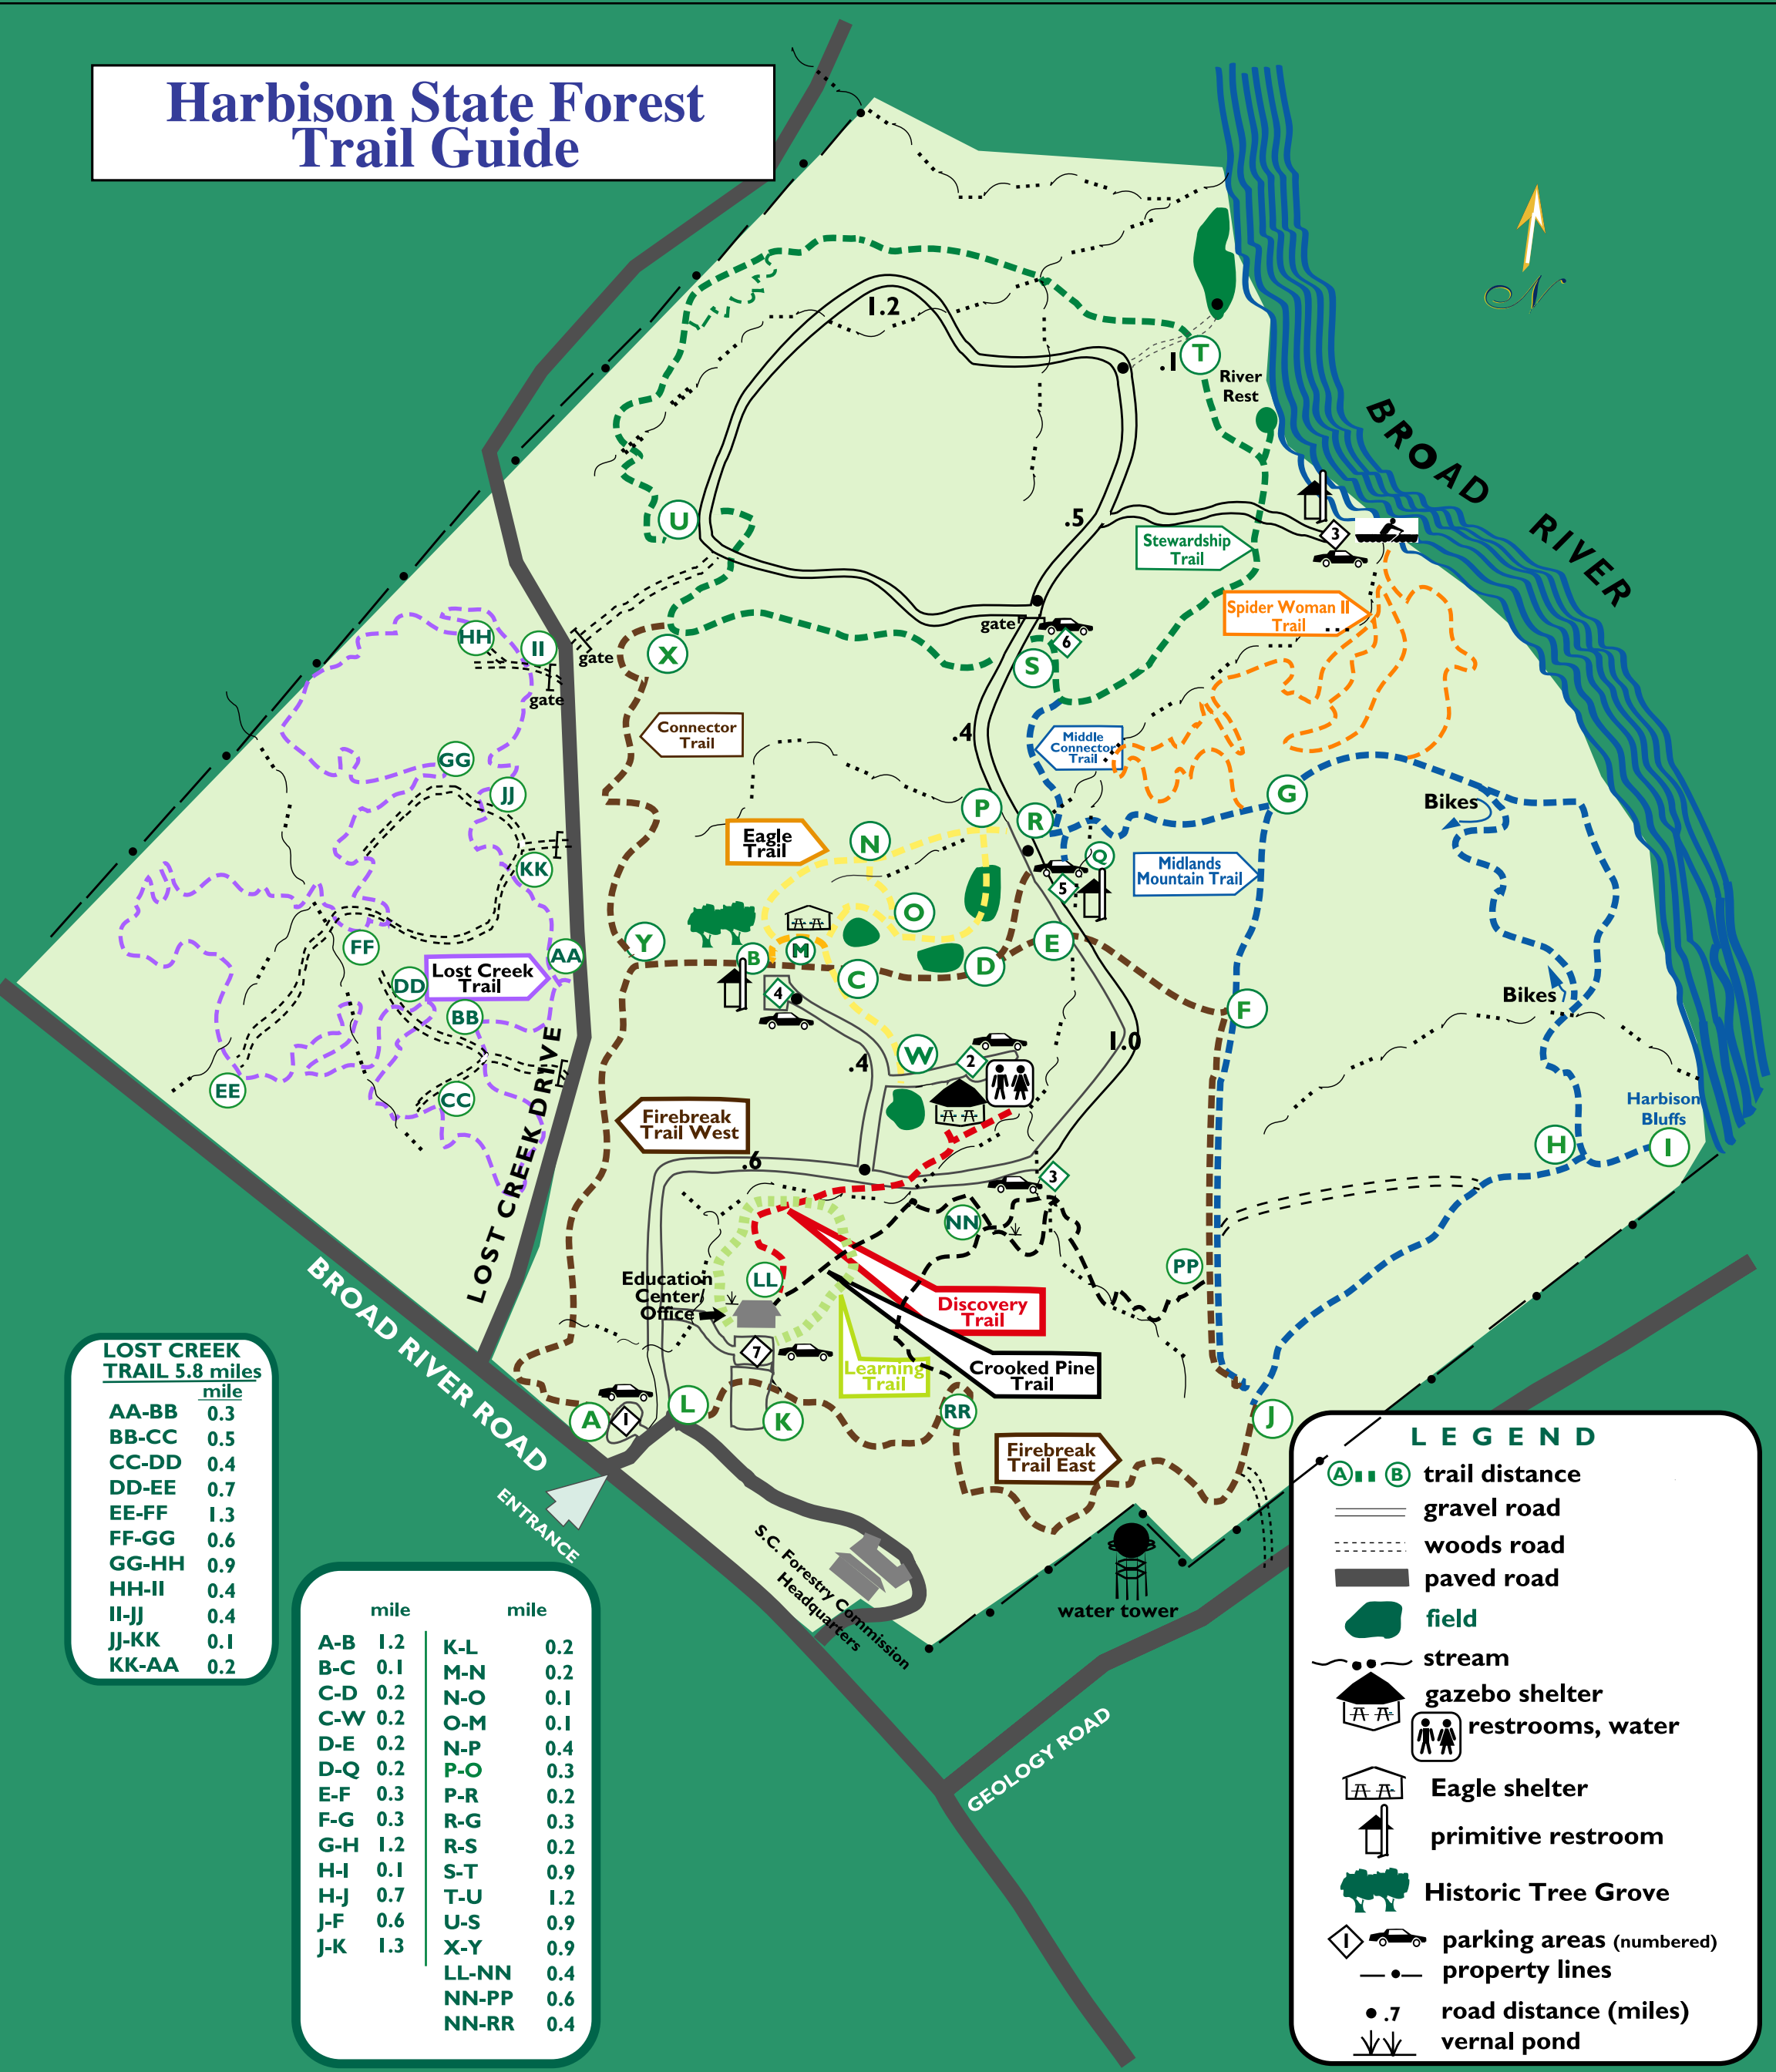 Harbison State Forest
Trail Guide
N
1.2
T
.1
River
Rest
BROAD RIVER
U
.5
Stewardship
Trail
3
Spider Woman II
Trail
gate
6
HH
II
gate
gate
X
S
Connector
Trail
.4
Middle
Connector
Trail
GG
JJ
P
R
G
Bikes
Eagle
Trail
N
Q
KK
5
Midlands
Mountain Trail
O
Y
E
FF
AA
M
B
Lost Creek
Trail
DD
C
D
4
Bikes
F
BB
1.0
W
.4
2
EE
CC
Harbison
Bluffs
Firebreak
Trail West
H
I
LOST CREEK DRIVE
.6
3
NN
PP
Education
Center/
Office
LL
Discovery
Trail
BROAD RIVER ROAD
7
Learning
Trail
Crooked Pine
Trail
A
1
L
K
RR
J
Firebreak
Trail East
ENTRANCE
S.C. Forestry Commission
Headquarters
water tower
GEOLOGY ROAD
LOST CREEK
TRAIL 5.8 miles
mile
AA-BB 0.3
BB-CC 0.5
CC-DD 0.4
DD-EE 0.7
EE-FF 1.3
FF-GG 0.6
GG-HH 0.9
HH-II 0.4
II-JJ 0.4
JJ-KK 0.1
KK-AA 0.2
mile
A-B 1.2
B-C 0.1
C-D 0.2
C-W 0.2
D-E 0.2
D-Q 0.2
E-F 0.3
F-G 0.3
G-H 1.2
H-I 0.1
H-J 0.7
J-F 0.6
J-K 1.3
mile
K-L 0.2
M-N 0.2
N-O 0.1
O-M 0.1
N-P 0.4
P-O 0.3
P-R 0.2
R-G 0.3
R-S 0.2
S-T 0.9
T-U 1.2
U-S 0.9
X-Y 0.9
LL-NN 0.4
NN-PP 0.6
NN-RR 0.4
LEGEND
A B trail distance
gravel road
woods road
paved road
field
stream
gazebo shelter
restrooms, water
Eagle shelter
primitive restroom
Historic Tree Grove
1 parking areas (numbered)
property lines
.7 road distance (miles)
vernal pond